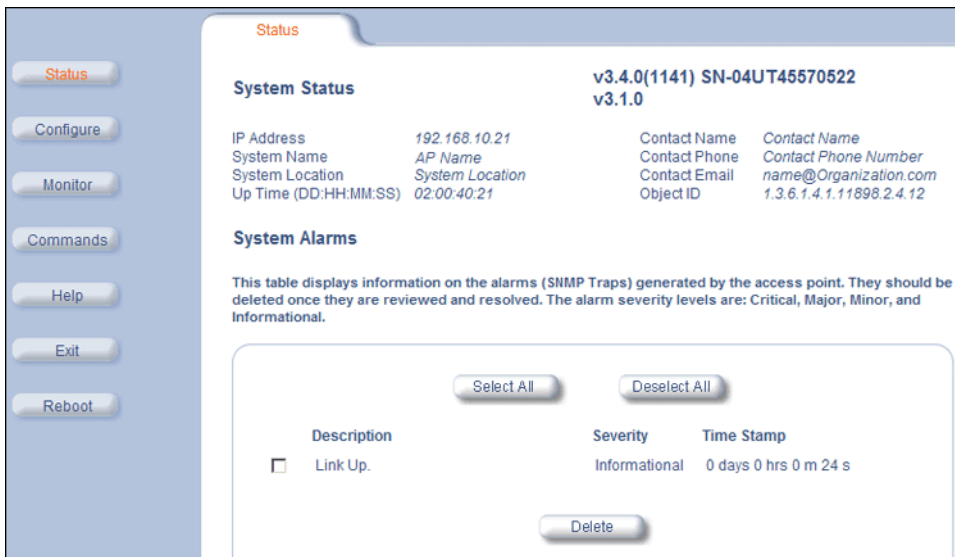 Status
Status
Configure
Monitor
Commands
Help
Exit
Reboot
System Status
v3.4.0(1141) SN-04UT45570522
v3.1.0
IP Address 192.168.10.21 Contact Name Contact Name
System Name AP Name Contact Phone Contact Phone Number
System Location System Location Contact Email name@Organization.com
Up Time (DD:HH:MM:SS) 02:00:40:21 Object ID 1.3.6.1.4.1.11898.2.4.12
System Alarms
This table displays information on the alarms (SNMP Traps) generated by the access point. They should be
deleted once they are reviewed and resolved. The alarm severity levels are: Critical, Major, Minor, and
Informational.
Select All Deselect All
Description Severity Time Stamp
Link Up. Informational 0 days 0 hrs 0 m 24 s
Delete